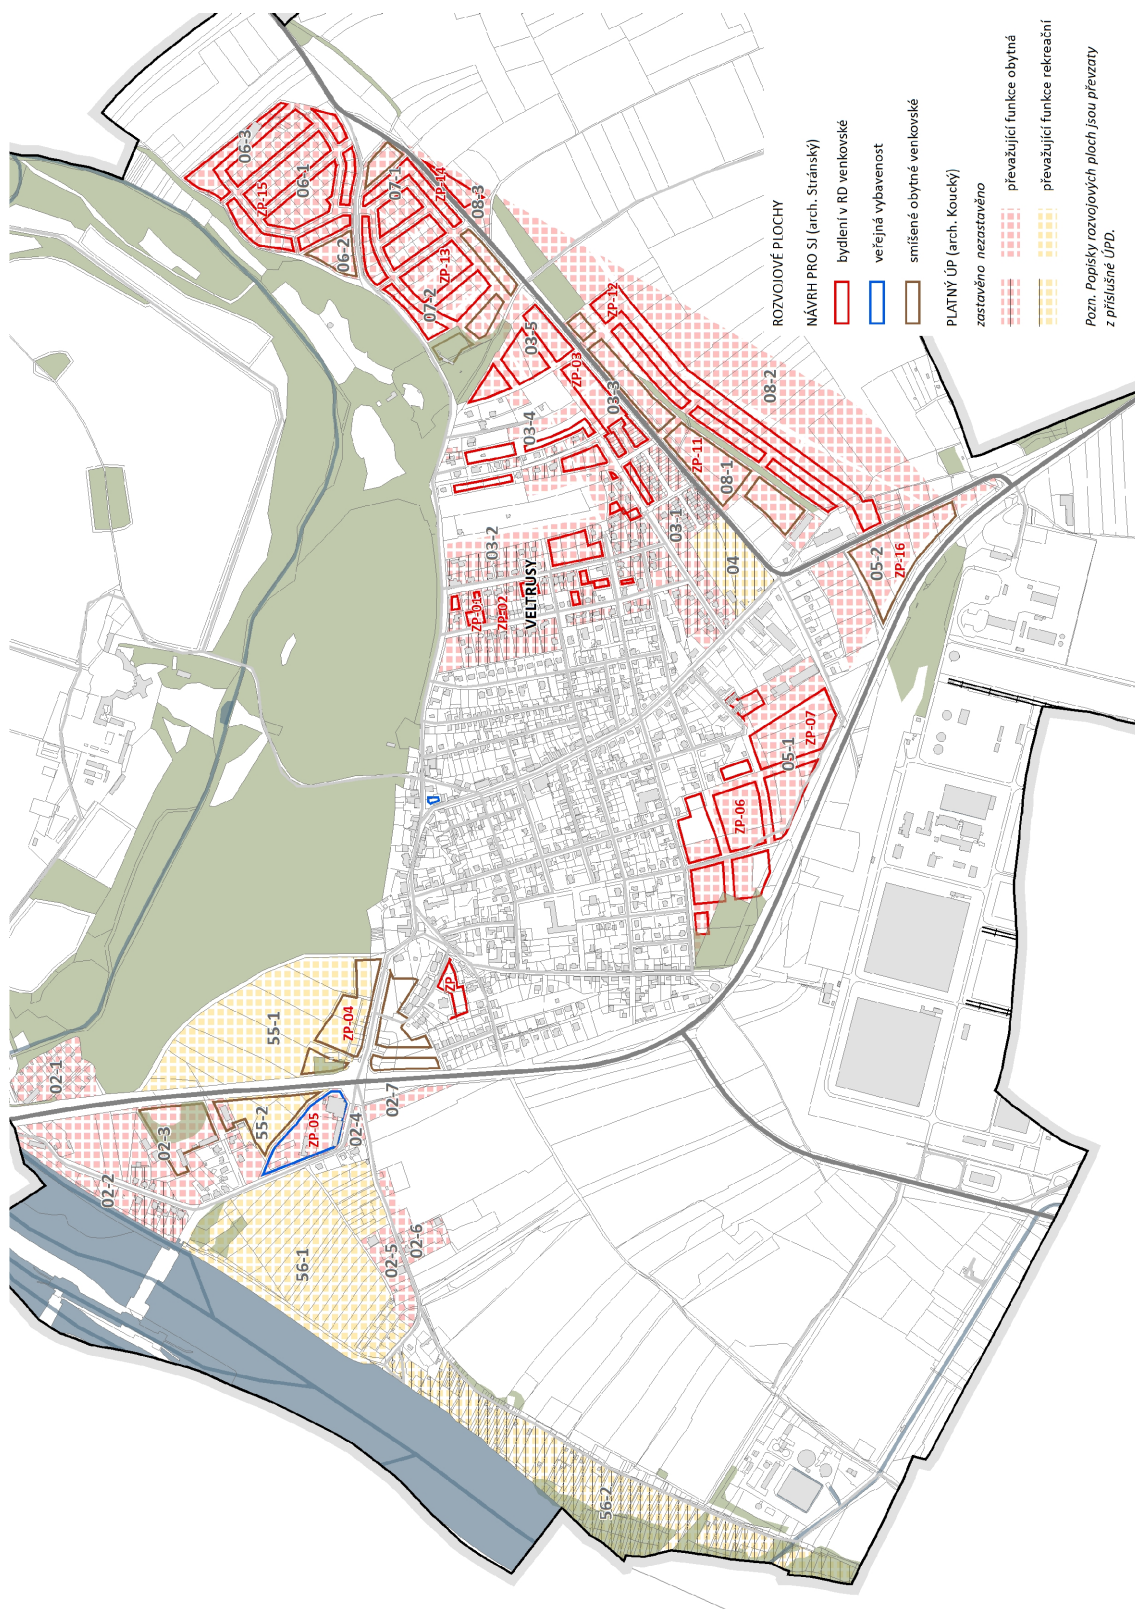 ROZVOJOVÉ PLOCHY
NÁVRH PRO SJ (arch. Stránský)
bydlení v RD venkovské
veřejná vybavenost
smíšené obytné venkovské
PLATNÝ ÚP (arch. Koucký)
zastavěno nezastavěno
převažující funkce obytná
převažující funkce rekreační
Pozn. Popisky rozvojových ploch jsou převzaty
z příslušné ÚPD.
02-1
02-2
02-3
55-1
55-2
ZP-04
ZP-05
02-4
02-7
56-1
02-5
02-6
56-2
ZP
VELTRUSY
ZP-01
ZP-02
03-2
03-4
03-5
ZP-03
03-3
03-1
04
06-3
ZP-15
06-1
06-2
07-1
ZP-14
08-3
ZP-13
07-2
ZP-12
08-2
ZP-11
08-1
05-2
ZP-16
05-1
ZP-07
ZP-06